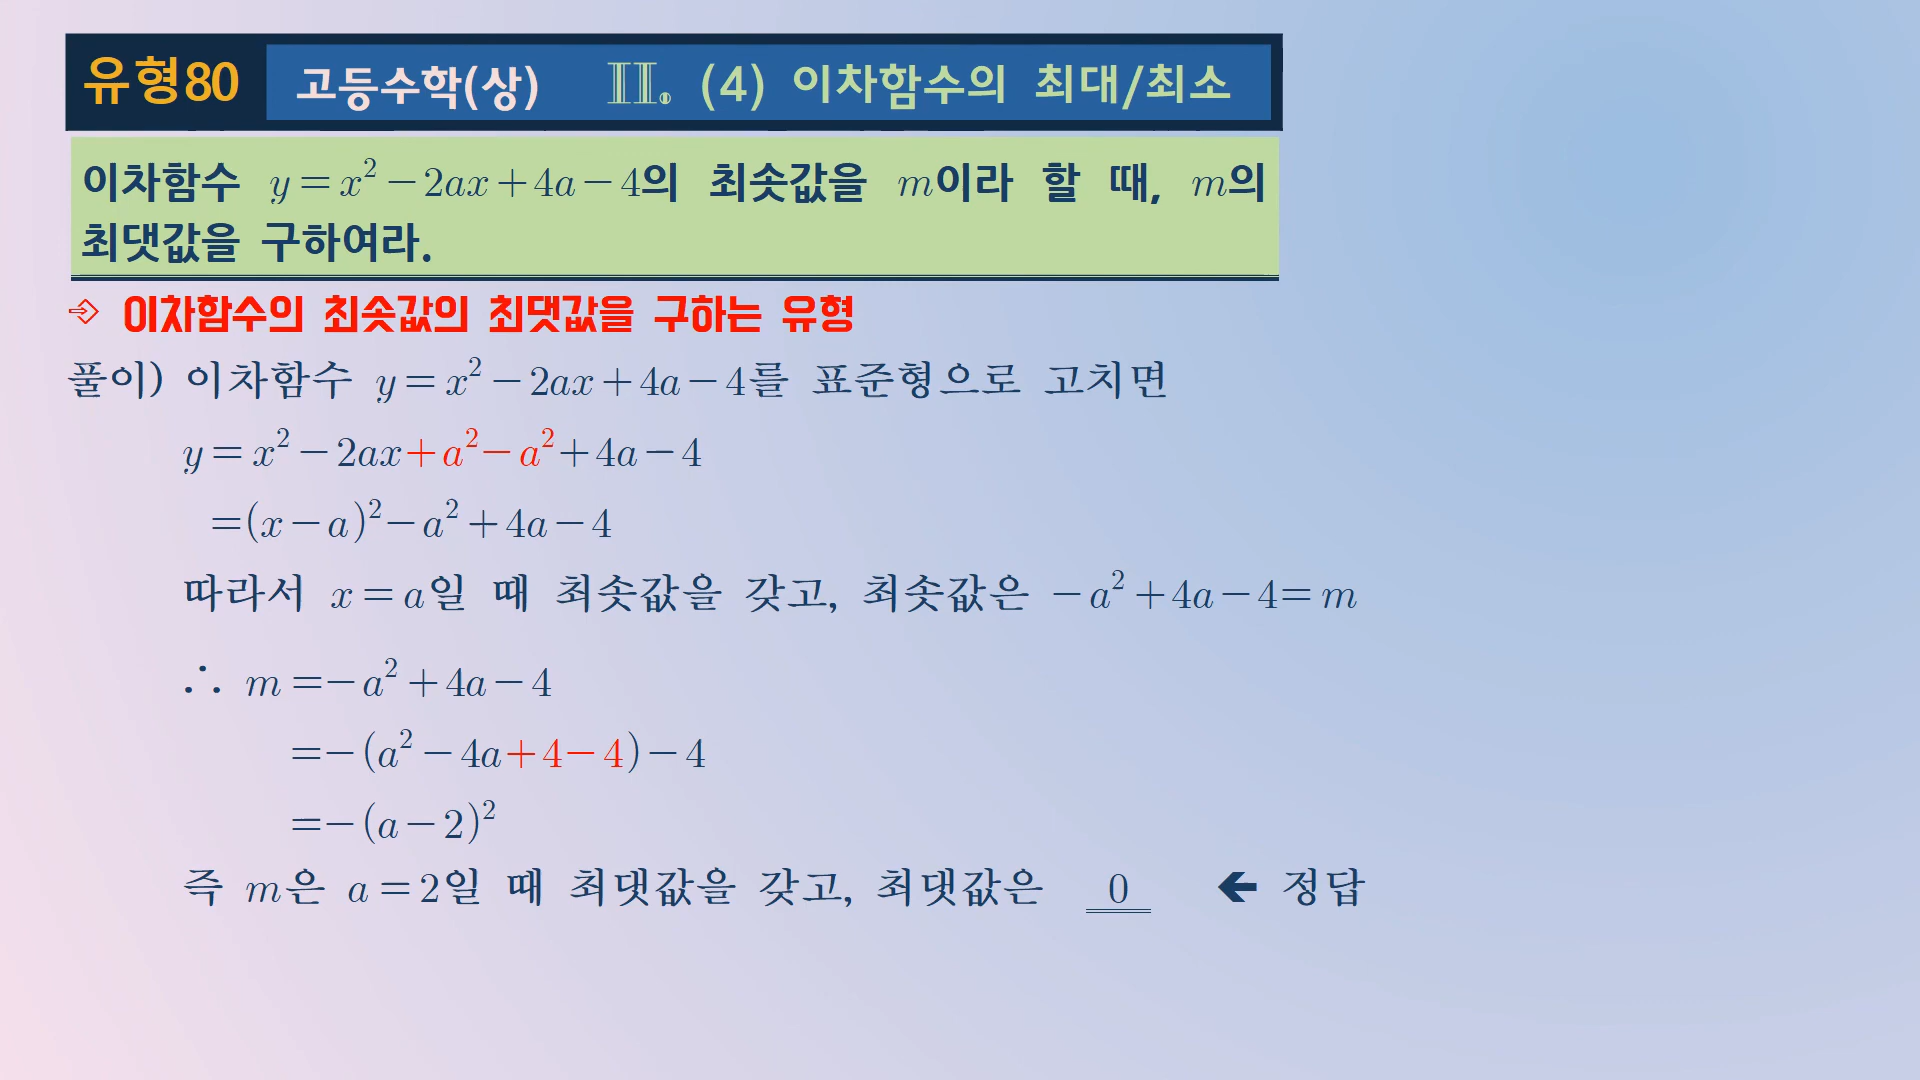 유형80 고등수학(상) Ⅱ. (4) 이차함수의 최대/최소
이차함수 y = x² − 2ax + 4a − 4의 최솟값을 m이라 할 때, m의
최댓값을 구하여라.
➪ 이차함수의 최솟값의 최댓값을 구하는 유형
풀이) 이차함수 y = x² − 2ax + 4a − 4를 표준형으로 고치면
y = x² − 2ax + a² − a² + 4a − 4
= (x − a)² − a² + 4a − 4
따라서 x = a일 때 최솟값을 갖고, 최솟값은 − a² + 4a − 4 = m
∴ m = − a² + 4a − 4
= − (a² − 4a + 4 − 4) − 4
= − (a − 2)²
즉 m은 a = 2일 때 최댓값을 갖고, 최댓값은 0 🡸 정답